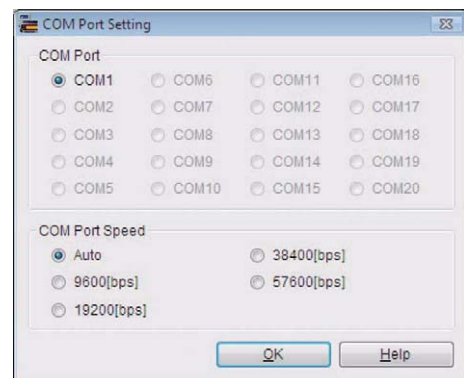 COM Port Setting
COM Port
COM1 COM6 COM11 COM16
COM2 COM7 COM12 COM17
COM3 COM8 COM13 COM18
COM4 COM9 COM14 COM19
COM5 COM10 COM15 COM20
COM Port Speed
Auto 38400[bps]
9600[bps] 57600[bps]
19200[bps]
OK Help